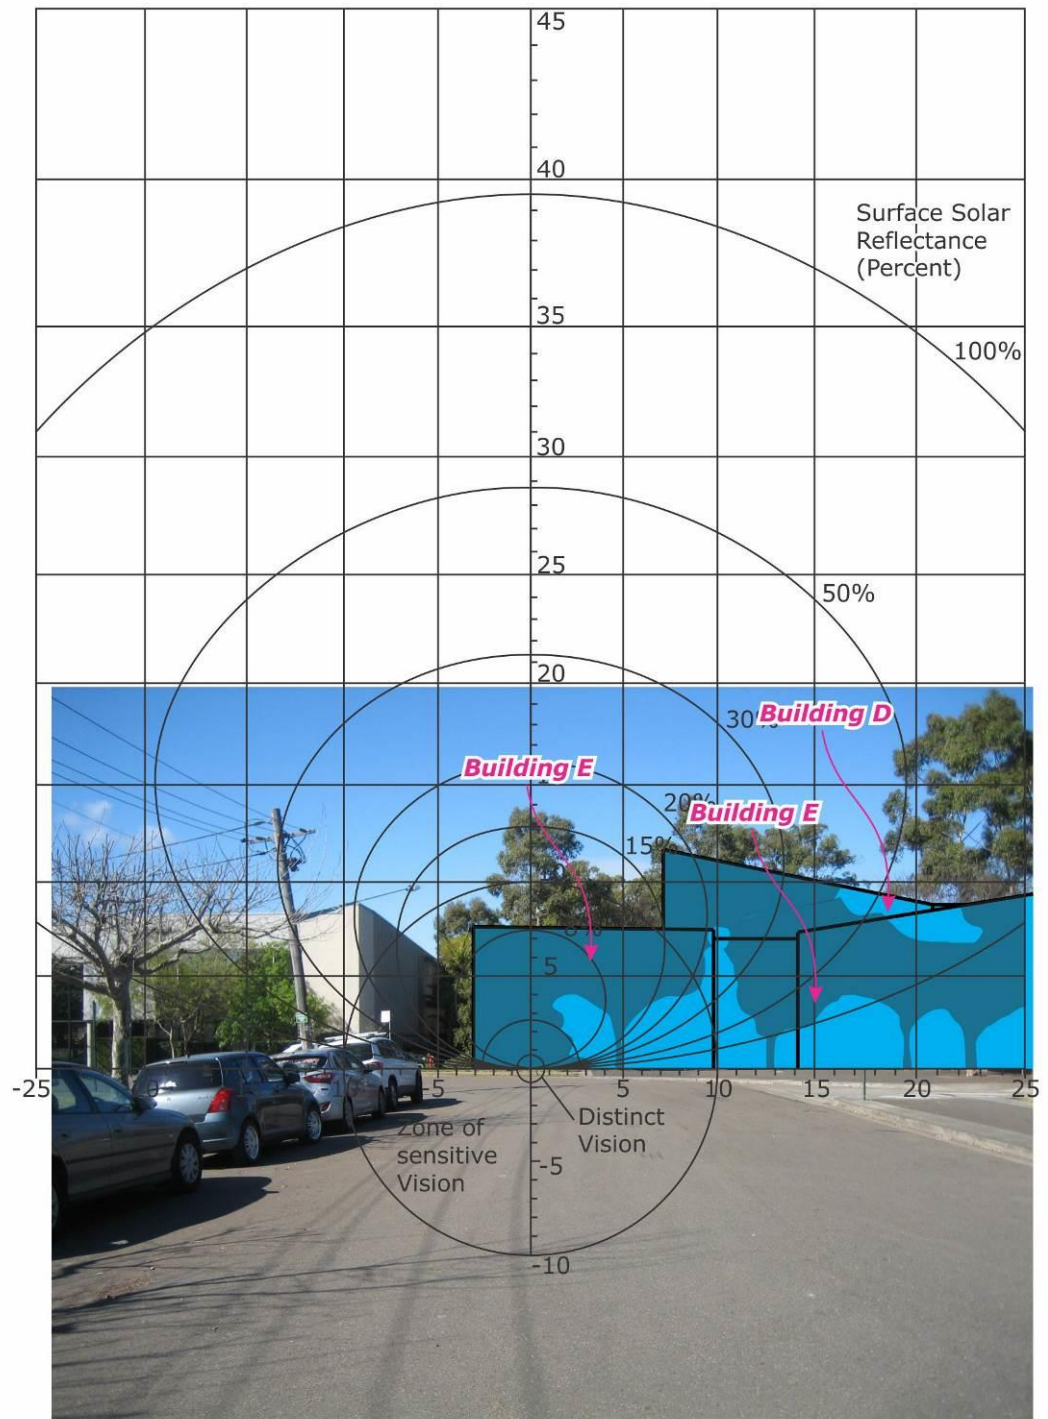 45
40
Surface Solar
Reflectance
(Percent)
35
100%
30
25
50%
20
30%
Building D
Building E
20%
Building E
15%
5
-25
5
10
15
20
25
Distinct
Vision
Zone of
sensitive
Vision
-5
-10